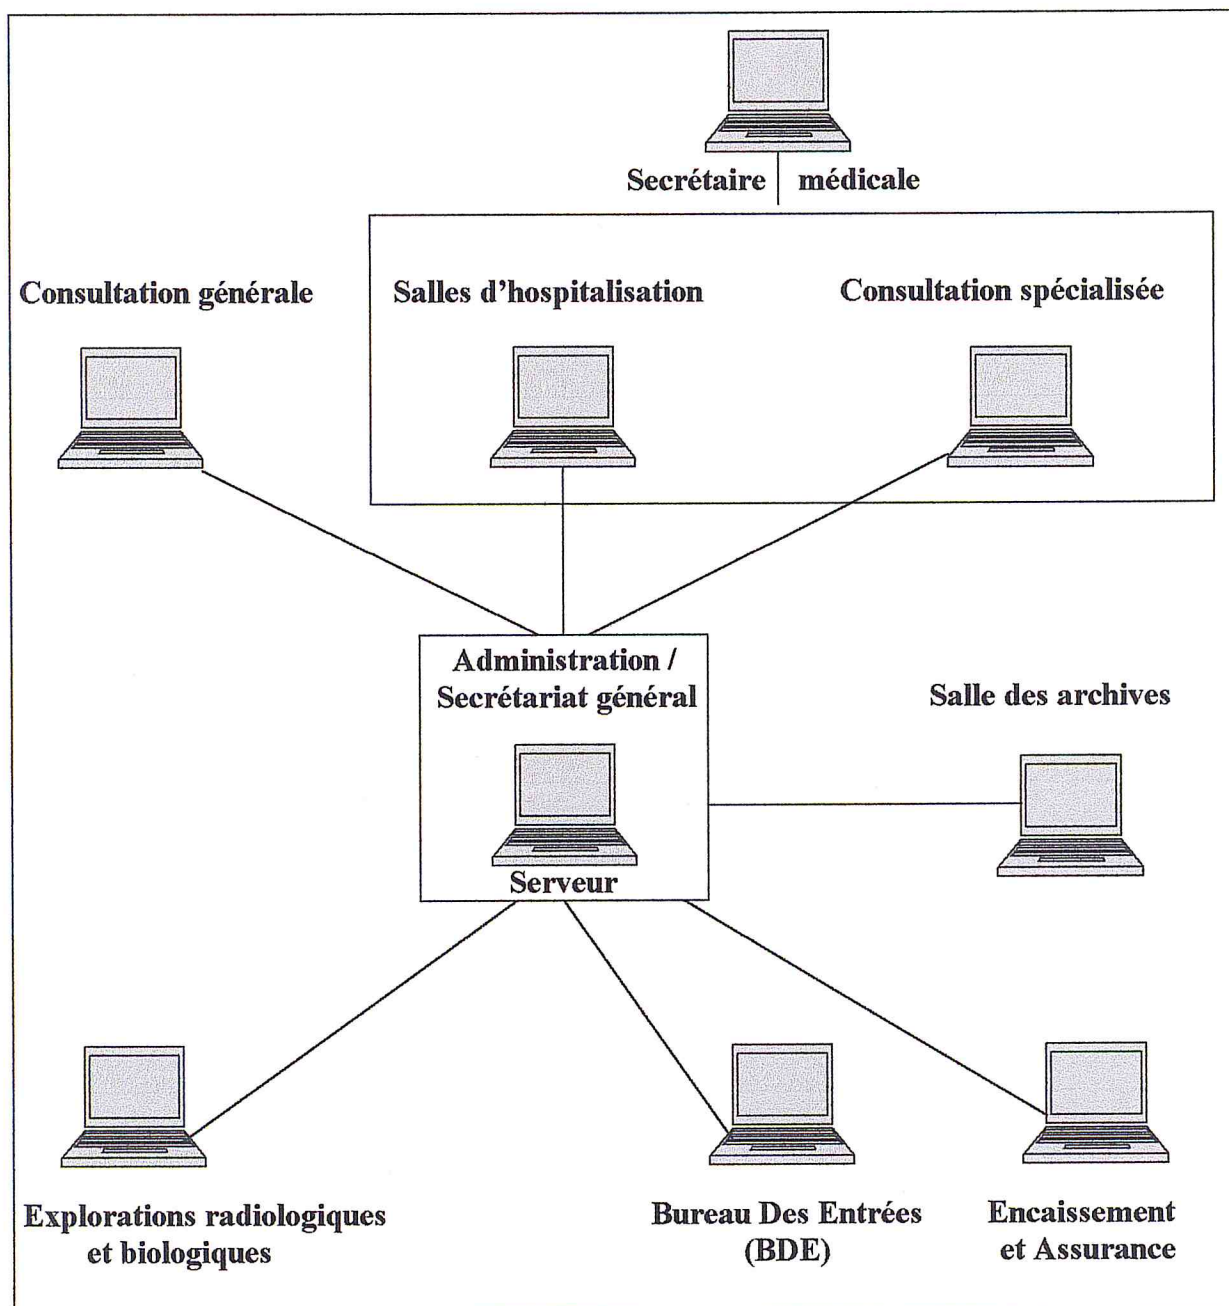 Secrétaire médicale
Consultation générale
Salles d'hospitalisation
Consultation spécialisée
Administration /
Secrétariat général
Serveur
Salle des archives
Explorations radiologiques
et biologiques
Bureau Des Entrées
(BDE)
Encaissement
et Assurance